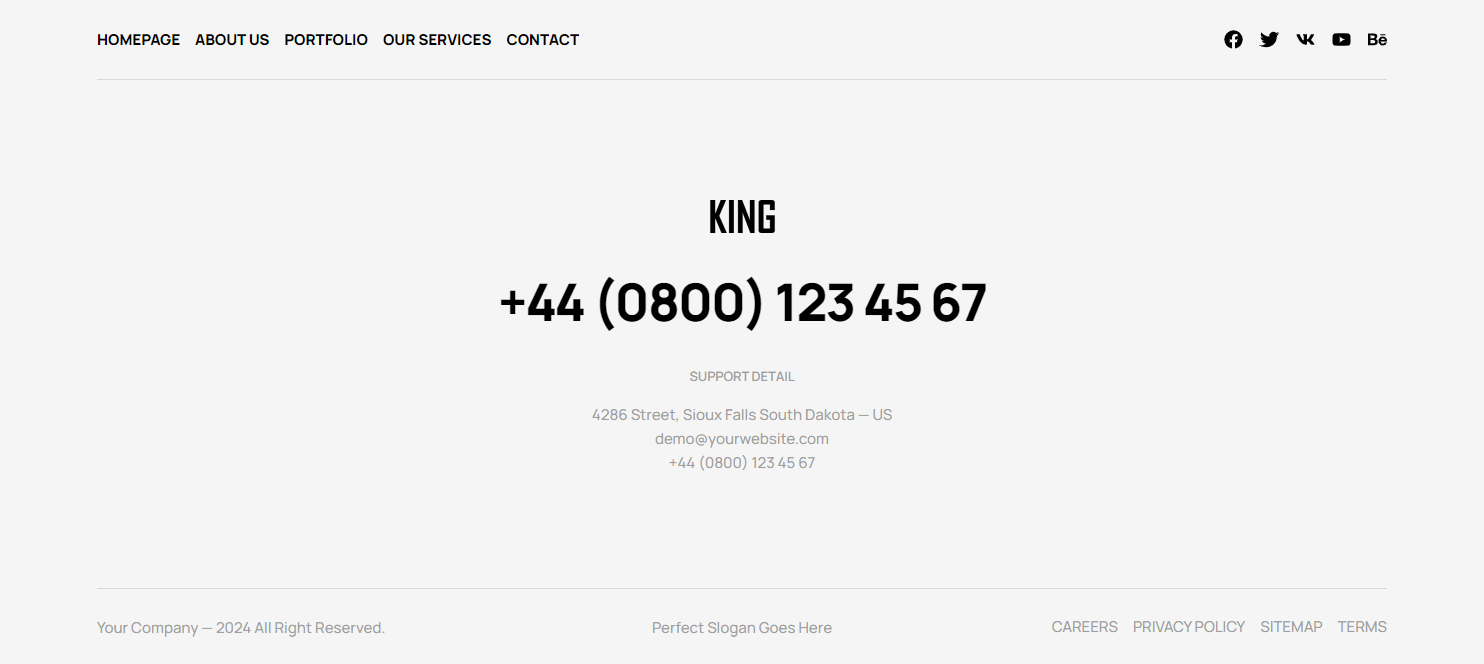 HOMEPAGE ABOUT US PORTFOLIO OUR SERVICES CONTACT
Bē
KING
+44 (0800) 123 45 67
SUPPORT DETAIL
4286 Street, Sioux Falls South Dakota — US
demo@yourwebsite.com
+44 (0800) 123 45 67
Your Company — 2024 All Right Reserved.
Perfect Slogan Goes Here
CAREERS PRIVACY POLICY SITEMAP TERMS